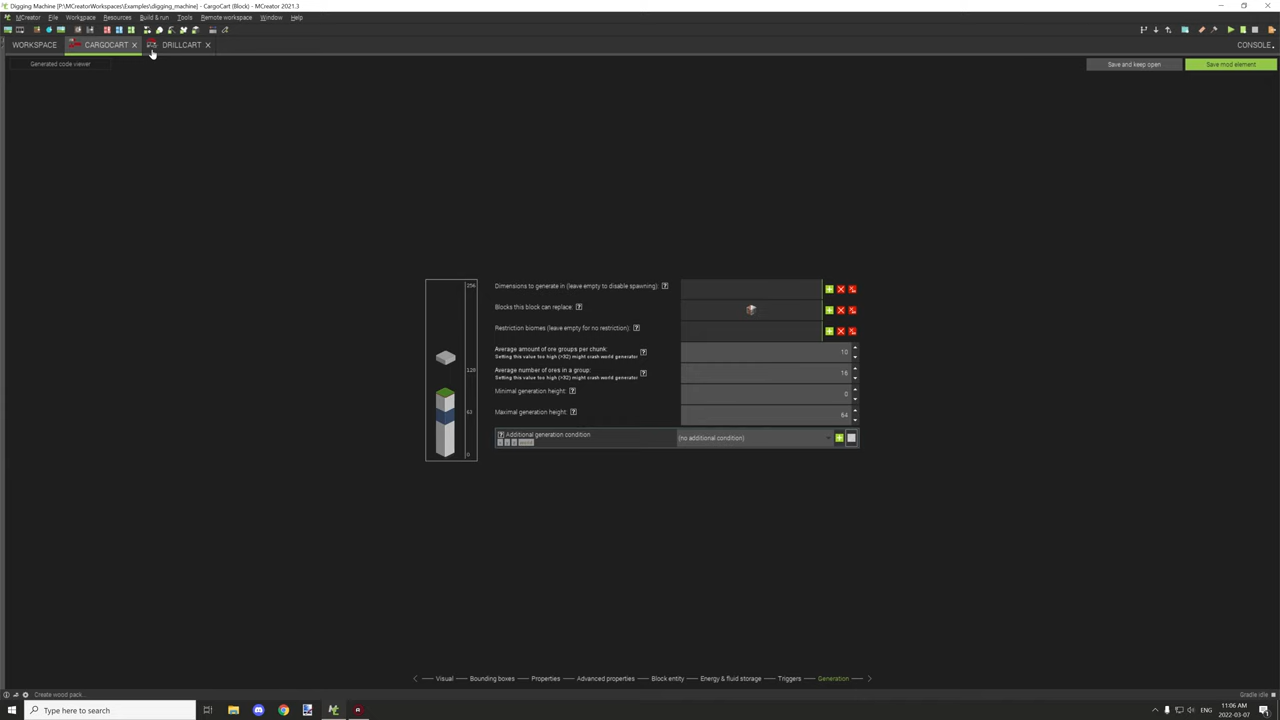 Digging Machine [P:\MCreatorWorkspaces\Examples\digging_machine] - CargoCart (Block) - MCreator 2021.3
MCreator File Workspace Resources Build & run Tools Remote workspace Window Help
WORKSPACE CARGOCART DRILLCART CONSOLE
Generated code viewer Save and keep open Save mod element
256
128
63
0
Dimensions to generate in (leave empty to disable spawning): ?
Blocks this block can replace: ?
Restriction biomes (leave empty for no restriction): ?
Average amount of ore groups per chunk: ? 10
Setting this value too high (>32) might crash world generator
Average number of ores in a group: ? 16
Setting this value too high (>32) might crash world generator
Minimal generation height: ? 0
Maximal generation height: ? 64
? Additional generation condition (no additional condition)
x y z world
Visual Bounding boxes Properties Advanced properties Block entity Energy & fluid storage Triggers Generation
Create wood pack... Gradle idle
Type here to search ENG 11:06 AM
2022-03-07